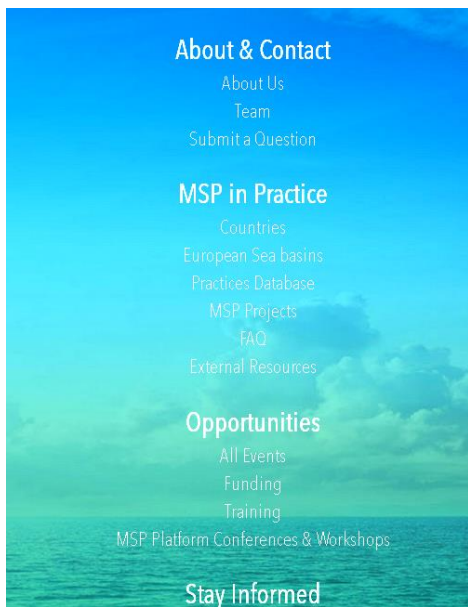 About & Contact
About Us
Team
Submit a Question
MSP in Practice
Countries
European Sea basins
Practices Database
MSP Projects
FAQ
External Resources
Opportunities
All Events
Funding
Training
MSP Platform Conferences & Workshops
Stay Informed